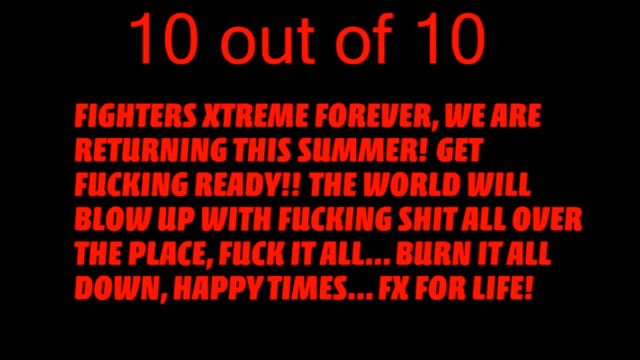 10 out of 10
FIGHTERS XTREME FOREVER, WE ARE
RETURNING THIS SUMMER! GET
FUCKING READY!! THE WORLD WILL
BLOW UP WITH FUCKING SHIT ALL OVER
THE PLACE, FUCK IT ALL... BURN IT ALL
DOWN, HAPPY TIMES... FX FOR LIFE!